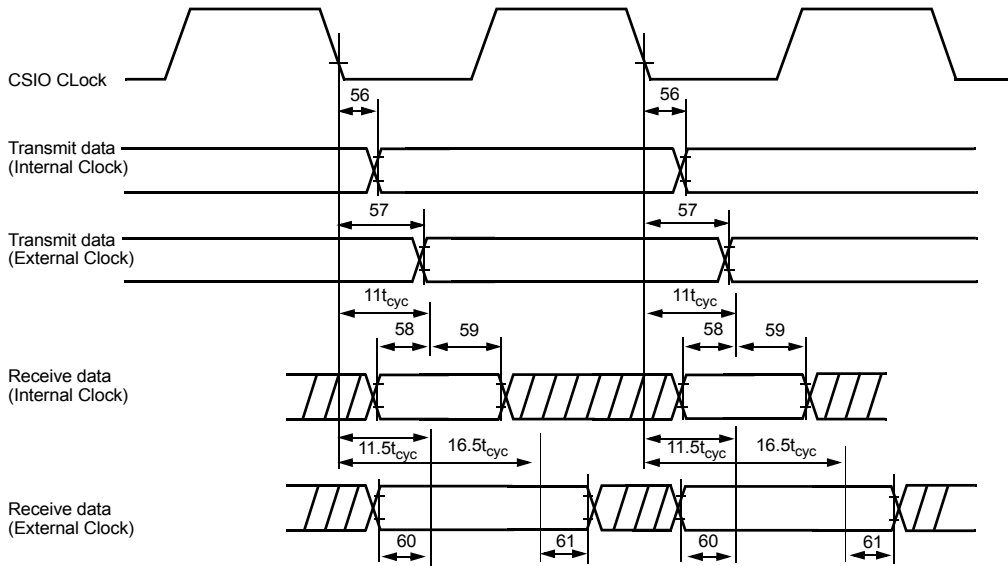 CSIO CLock
56
56
Transmit data
(Internal Clock)
57
57
Transmit data
(External Clock)
11tcyc
11tcyc
58
59
58
59
Receive data
(Internal Clock)
11.5tcyc
16.5tcyc
11.5tcyc
16.5tcyc
Receive data
(External Clock)
60
61
60
61